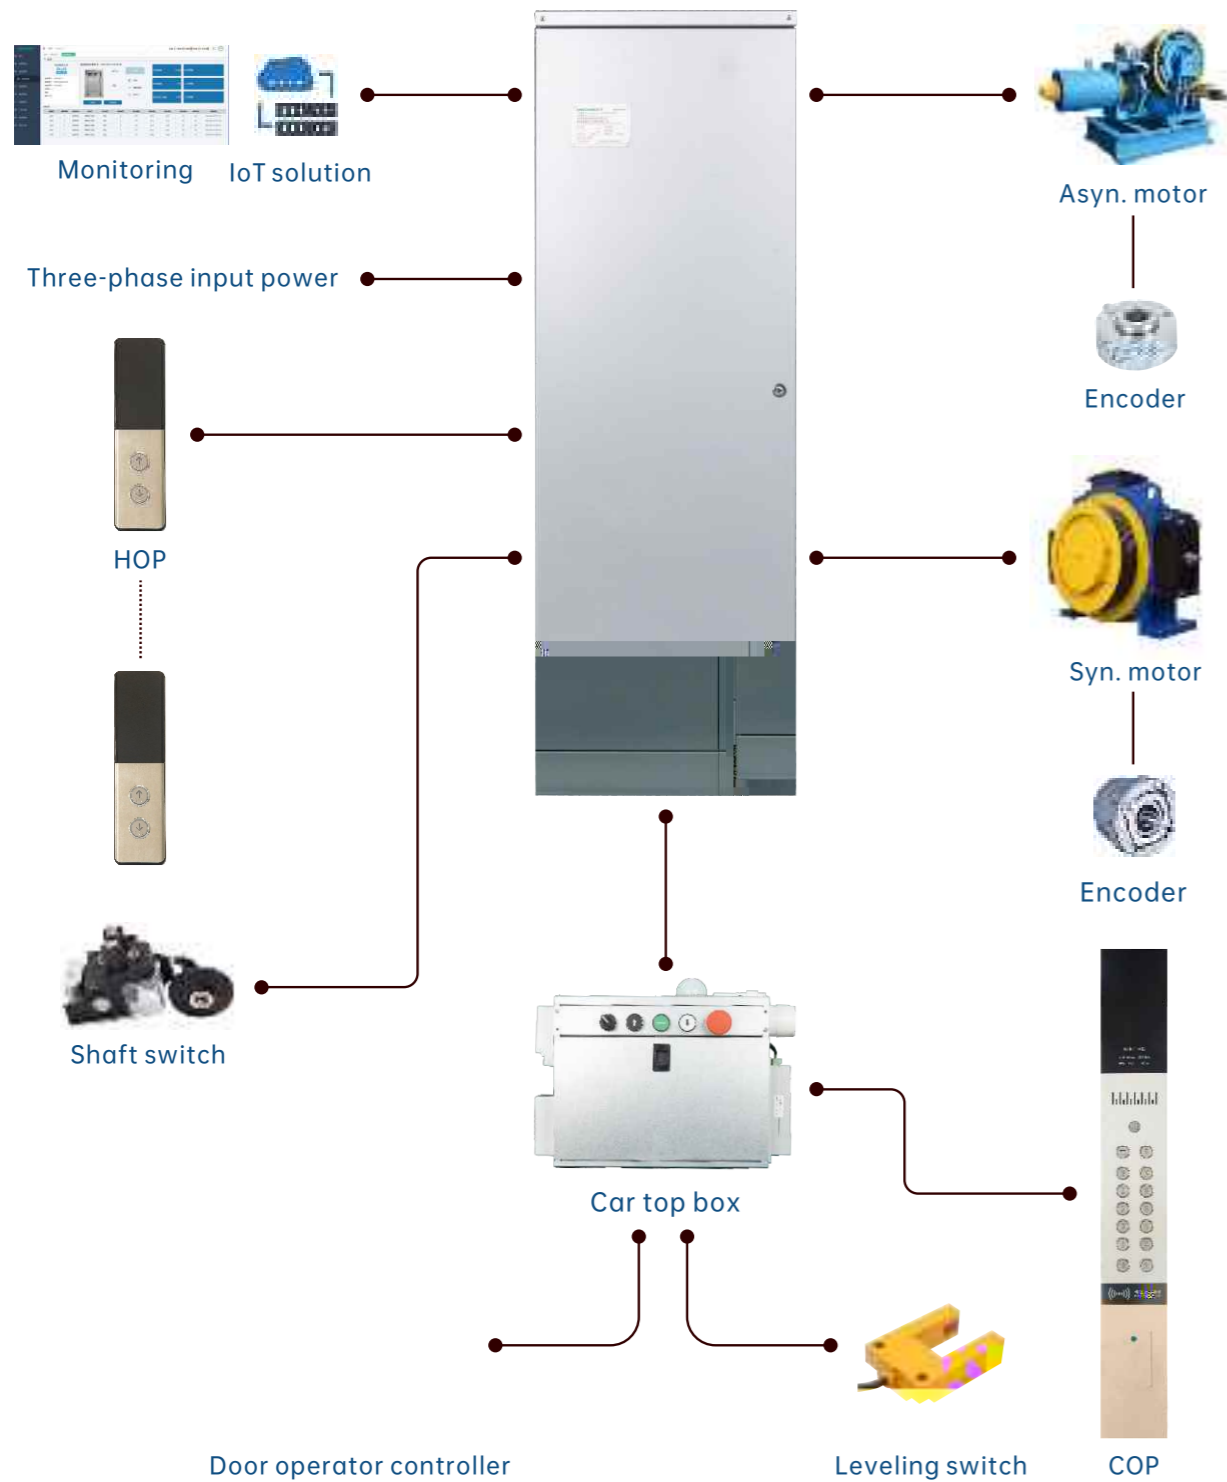 Monitoring
IoT solution
Asyn. motor
Three-phase input power
Encoder
HOP
Syn. motor
Encoder
Shaft switch
Car top box
Door operator controller
Leveling switch
COP